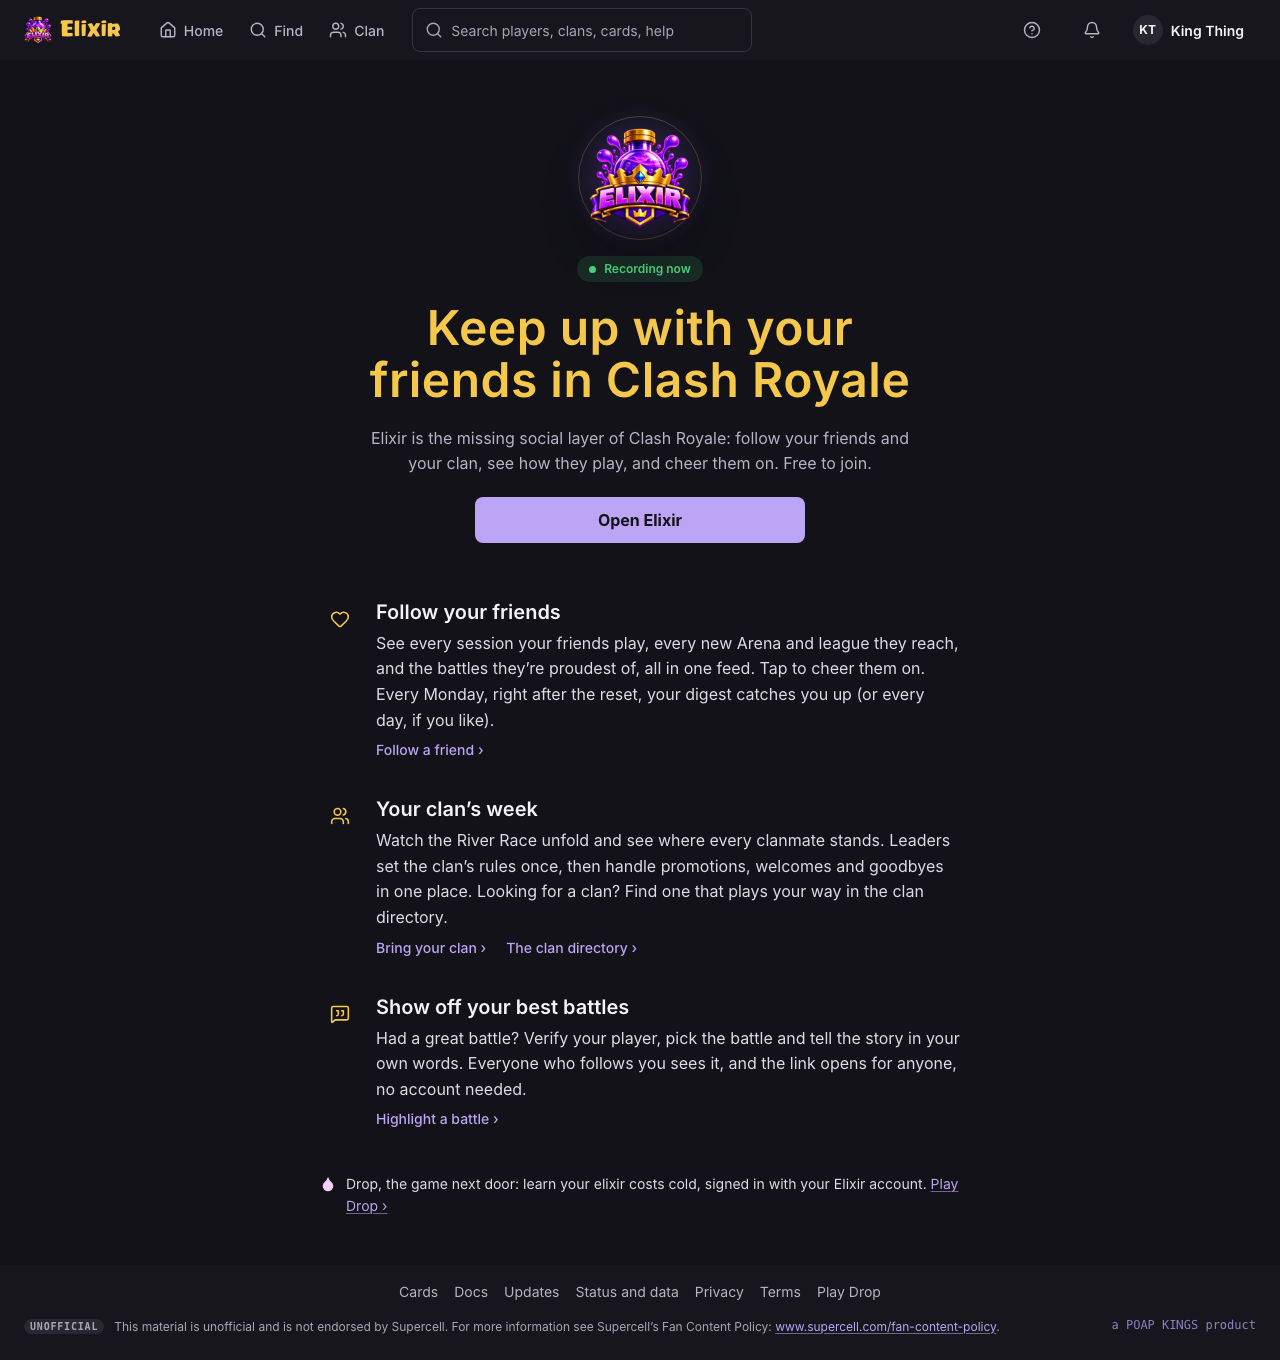 Elixir
Home
Find
Clan
Search players, clans, cards, help
KT
King Thing
ELIXIR
Recording now
Keep up with your
friends in Clash Royale
Elixir is the missing social layer of Clash Royale: follow your friends and
your clan, see how they play, and cheer them on. Free to join.
Open Elixir
Follow your friends
See every session your friends play, every new Arena and league they reach,
and the battles they’re proudest of, all in one feed. Tap to cheer them on.
Every Monday, right after the reset, your digest catches you up (or every
day, if you like).
Follow a friend ›
Your clan’s week
Watch the River Race unfold and see where every clanmate stands. Leaders
set the clan’s rules once, then handle promotions, welcomes and goodbyes
in one place. Looking for a clan? Find one that plays your way in the clan
directory.
Bring your clan ›
The clan directory ›
Show off your best battles
Had a great battle? Verify your player, pick the battle and tell the story in your
own words. Everyone who follows you sees it, and the link opens for anyone,
no account needed.
Highlight a battle ›
Drop, the game next door: learn your elixir costs cold, signed in with your Elixir account. Play
Drop ›
Cards
Docs
Updates
Status and data
Privacy
Terms
Play Drop
UNOFFICIAL
This material is unofficial and is not endorsed by Supercell. For more information see Supercell’s Fan Content Policy: www.supercell.com/fan-content-policy.
a POAP KINGS product